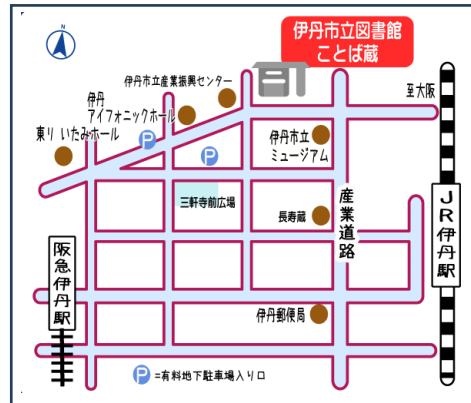 伊丹市立図書館
ことば蔵
至大阪
伊丹市立産業振興センター
伊丹
アイフォニックホール
東リ いたみホール
P
P
伊丹市立
ミュージアム
三軒寺前広場
長寿蔵
産業道路
JR伊丹駅
阪急伊丹駅
伊丹郵便局
P=有料地下駐車場入り口